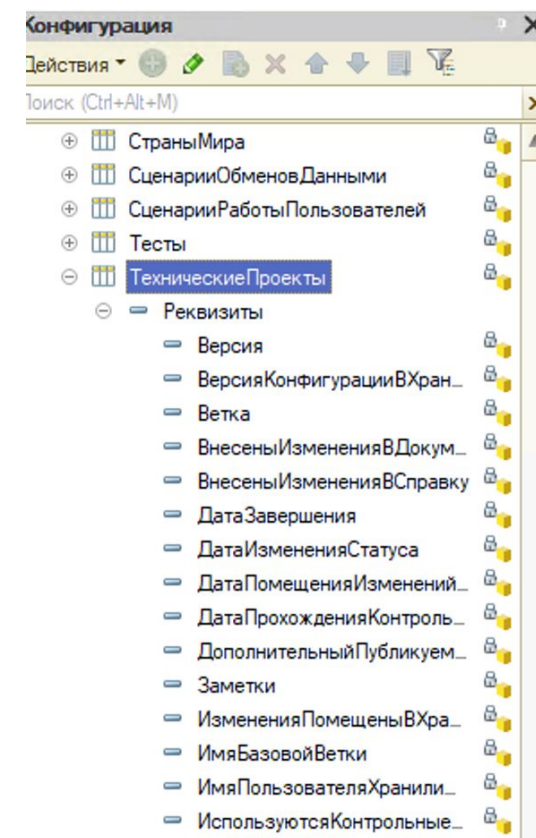 Конфигурация
Действия
Поиск (Ctrl+Alt+M)
СтраныМира
СценарииОбменовДанными
СценарииРаботыПользователей
Тесты
ТехническиеПроекты
Реквизиты
Версия
ВерсияКонфигурацииВХран...
Ветка
ВнесеныИзмененияВДокум...
ВнесеныИзмененияВСправку
ДатаЗавершения
ДатаИзмененияСтатуса
ДатаПомещенияИзменений...
ДатаПрохожденияКонтроль...
ДополнительныйПубликуем...
Заметки
ИзмененияПомещеныВХра...
ИмяБазовойВетки
ИмяПользователяХранили...
ИспользуютсяКонтрольные...